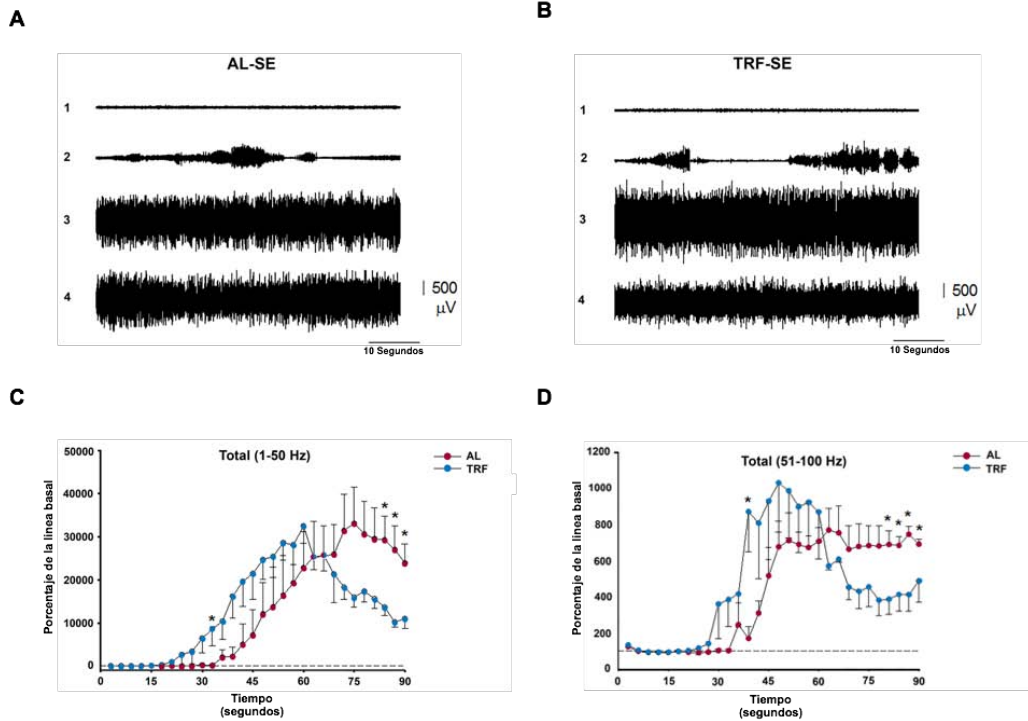 A
AL-SE
1
2
3
4
500
µV
10 Segundos
B
TRF-SE
1
2
3
4
500
µV
10 Segundos
C
Total (1-50 Hz)
AL
TRF
Porcentaje de la linea basal
50000
40000
30000
20000
10000
0
* * * *
0 15 30 45 60 75 90
Tiempo
(segundos)
D
Total (51-100 Hz)
AL
TRF
Porcentaje de la linea basal
1200
1000
800
600
400
200
100
0
* * * * *
0 15 30 45 60 75 90
Tiempo
(segundos)